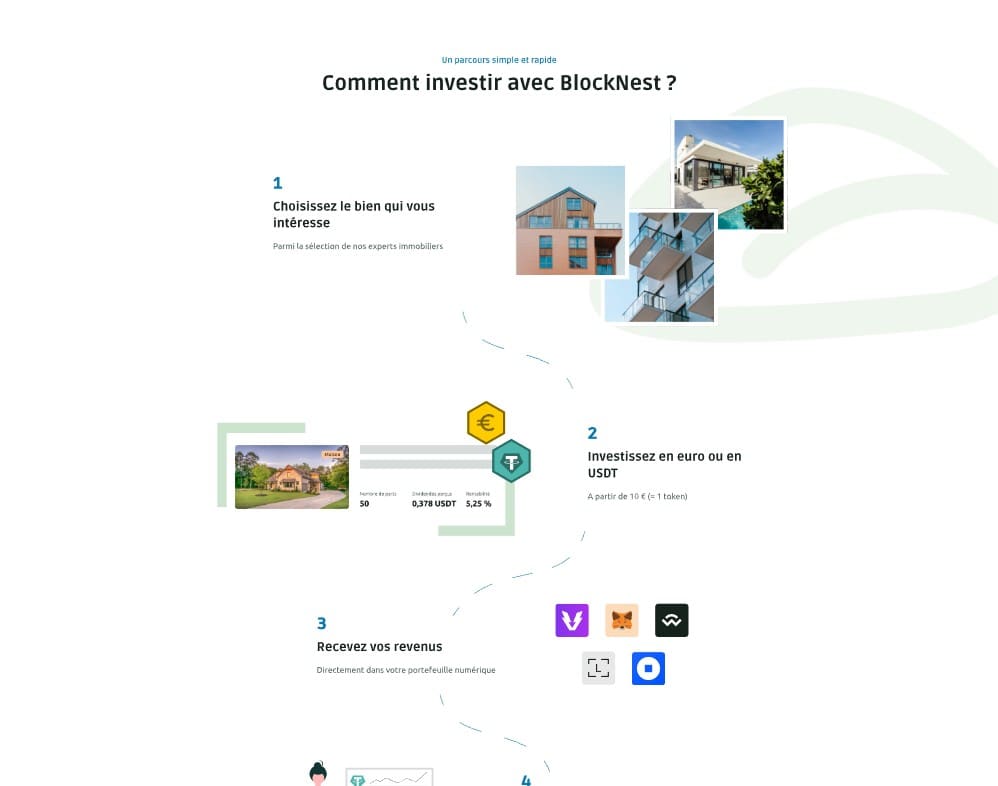 Un parcours simple et rapide
Comment investir avec BlockNest ?
1
Choisissez le bien qui vous
intéresse
Parmi la sélection de nos experts immobiliers
2
Investissez en euro ou en
USDT
A partir de 10 € (= 1 token)
Nombre de parts
Dividendes perçus
Rentabilité
50
0,378 USDT
5,25 %
3
Recevez vos revenus
Directement dans votre portefeuille numérique
4